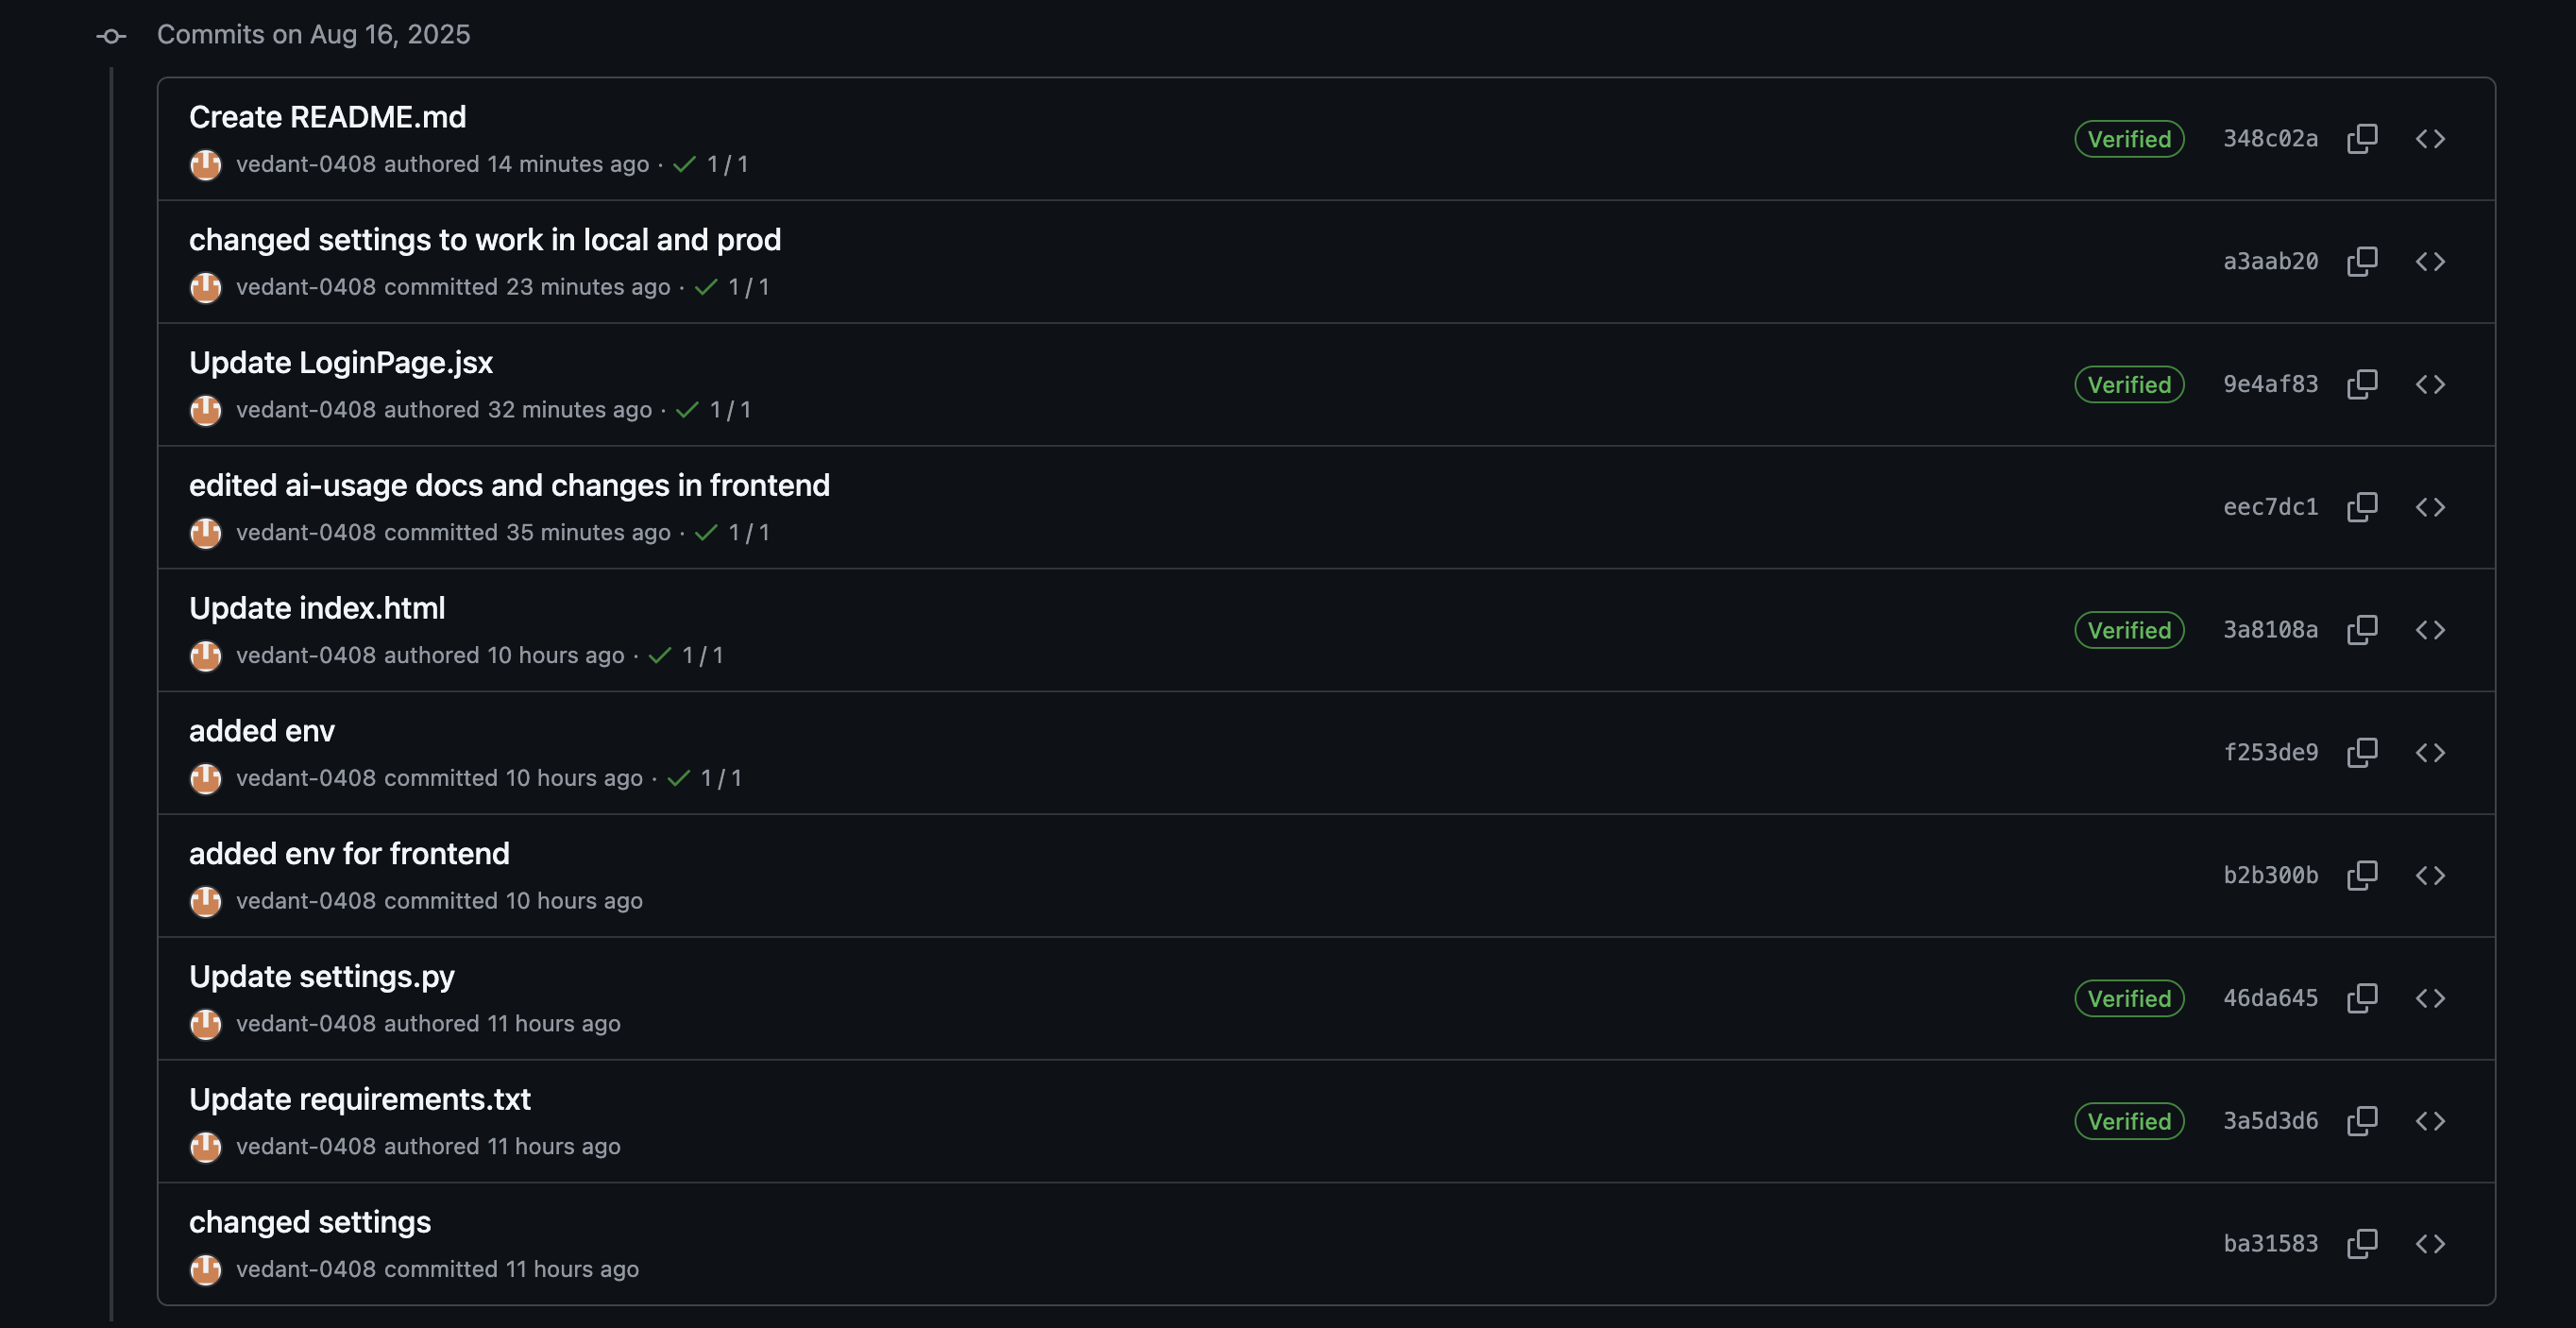 Commits on Aug 16, 2025
Create README.md
Verified 348c02a
vedant-0408 authored 14 minutes ago · 1 / 1
changed settings to work in local and prod
a3aab20
vedant-0408 committed 23 minutes ago · 1 / 1
Update LoginPage.jsx
Verified 9e4af83
vedant-0408 authored 32 minutes ago · 1 / 1
edited ai-usage docs and changes in frontend
eec7dc1
vedant-0408 committed 35 minutes ago · 1 / 1
Update index.html
Verified 3a8108a
vedant-0408 authored 10 hours ago · 1 / 1
added env
f253de9
vedant-0408 committed 10 hours ago · 1 / 1
added env for frontend
b2b300b
vedant-0408 committed 10 hours ago
Update settings.py
Verified 46da645
vedant-0408 authored 11 hours ago
Update requirements.txt
Verified 3a5d3d6
vedant-0408 authored 11 hours ago
changed settings
ba31583
vedant-0408 committed 11 hours ago